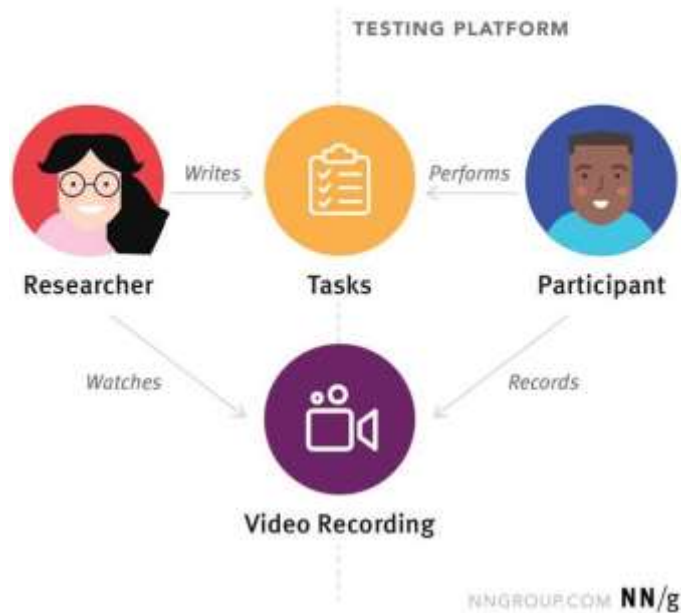 TESTING PLATFORM
Writes
Performs
Researcher
Tasks
Participant
Watches
Records
Video Recording
NNGROUP.COM NN/g